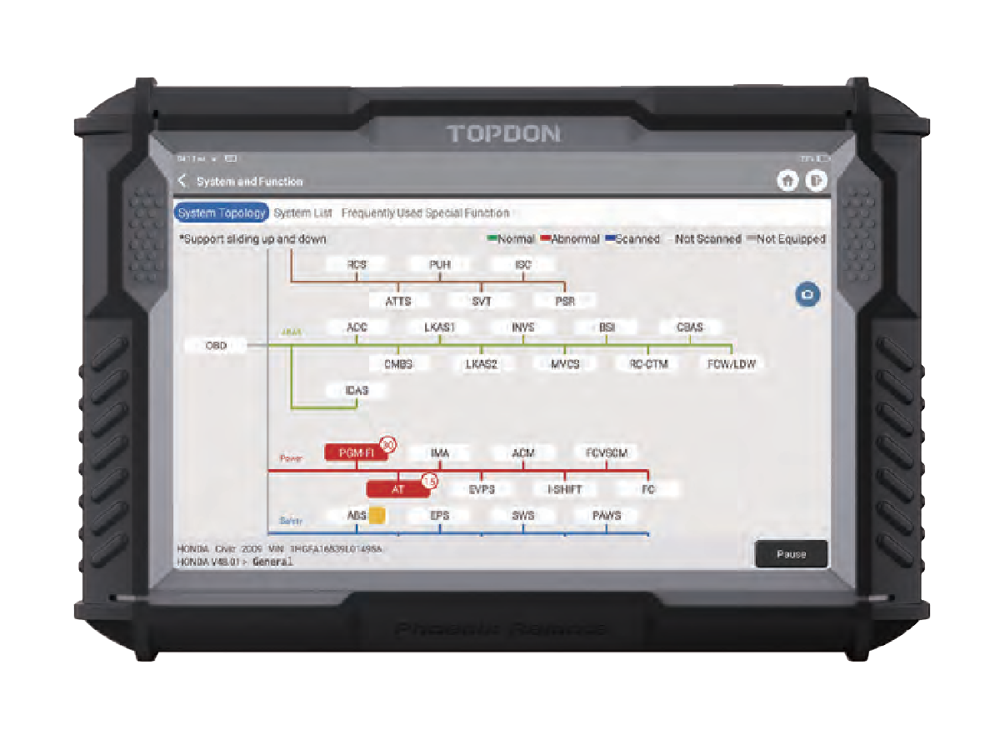 TOPDON
System and Function
System Topology System List Frequently Used Special Function
*Support sliding up and down
Normal Abnormal Scanned Not Scanned Not Equipped
RCS PUH ISC
ATTS SVT PSR
ACC LKAS1 INVS BSI CBAS
OBD
CMBS LKAS2 MVCS RC-CTM FCW/LDW
IDAS
PGM-FI
Power
IMA ACM FCVSCM
AT 15 EVPS I-SHIFT FC
ABS EPS SWS PAWS
Safety
HONDA Civic 2009 VIN
HONDA V48.01 > General
Pause
Phoenix Remote